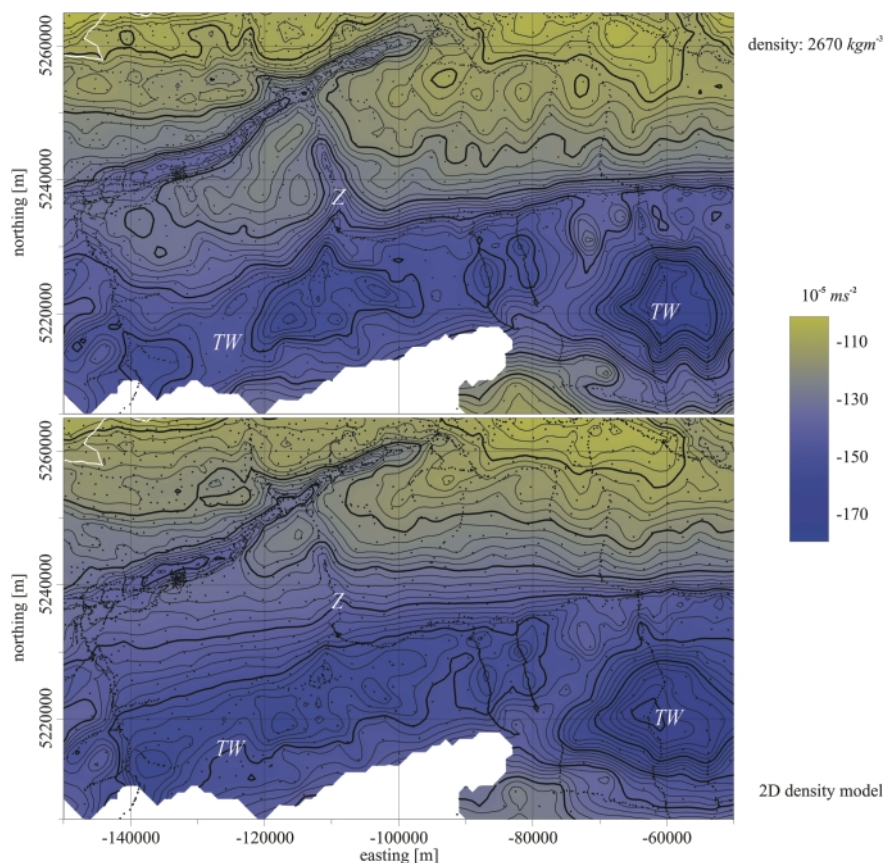 density: 2670 kgm-3
5260000
5240000
5220000
northing [m]
Z
TW
TW
10-5 ms-2
-110
-130
-150
-170
5260000
5240000
5220000
northing [m]
Z
TW
TW
2D density model
-140000
-120000
-100000
-80000
-60000
easting [m]